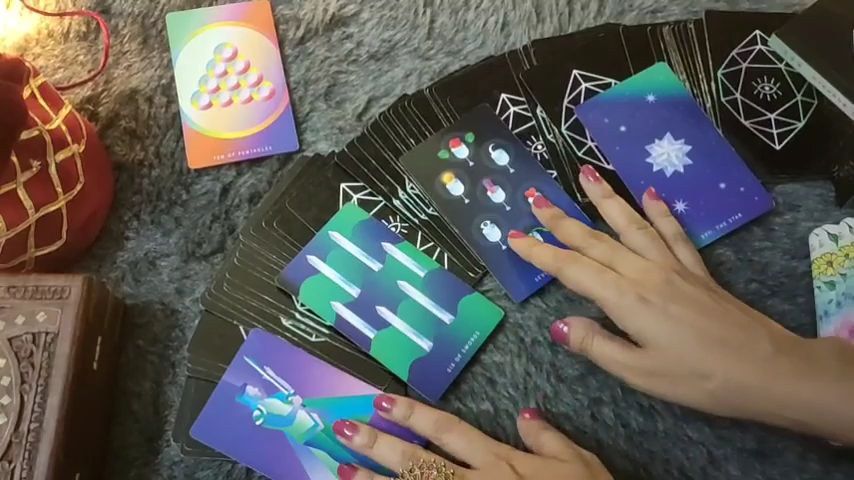 TEN OF PENTACLES
XVII. THE STAR
SIX OF SWORDS